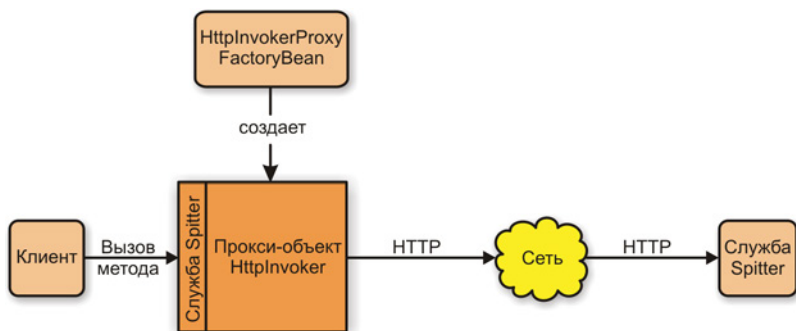 HttpInvokerProxy
FactoryBean
создает
Клиент
Вызов
метода
Служба Spitter
Прокси-объект
HttpInvoker
HTTP
Сеть
HTTP
Служба
Spitter